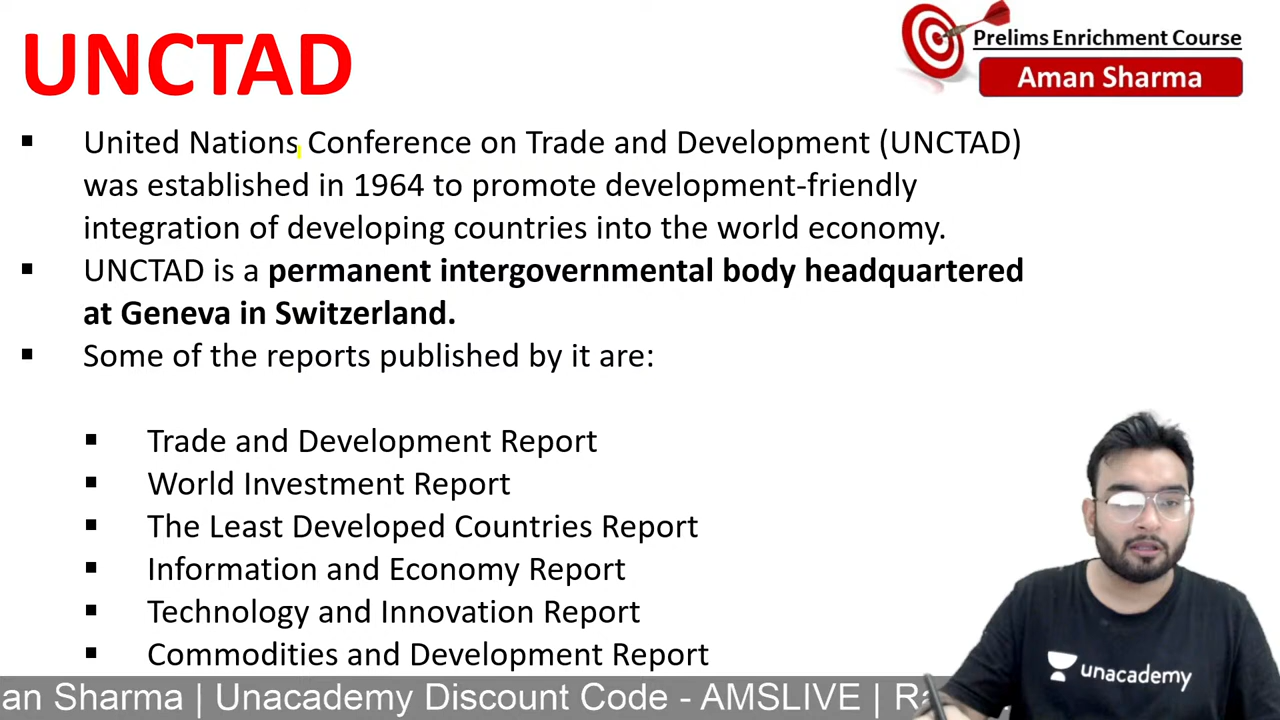 UNCTAD
Prelims Enrichment Course
Aman Sharma
▪ United Nations Conference on Trade and Development (UNCTAD)
was established in 1964 to promote development-friendly
integration of developing countries into the world economy.
▪ UNCTAD is a permanent intergovernmental body headquartered
at Geneva in Switzerland.
▪ Some of the reports published by it are:
▪ Trade and Development Report
▪ World Investment Report
▪ The Least Developed Countries Report
▪ Information and Economy Report
▪ Technology and Innovation Report
▪ Commodities and Development Report
unacademy
an Sharma | Unacademy Discount Code - AMSLIVE |